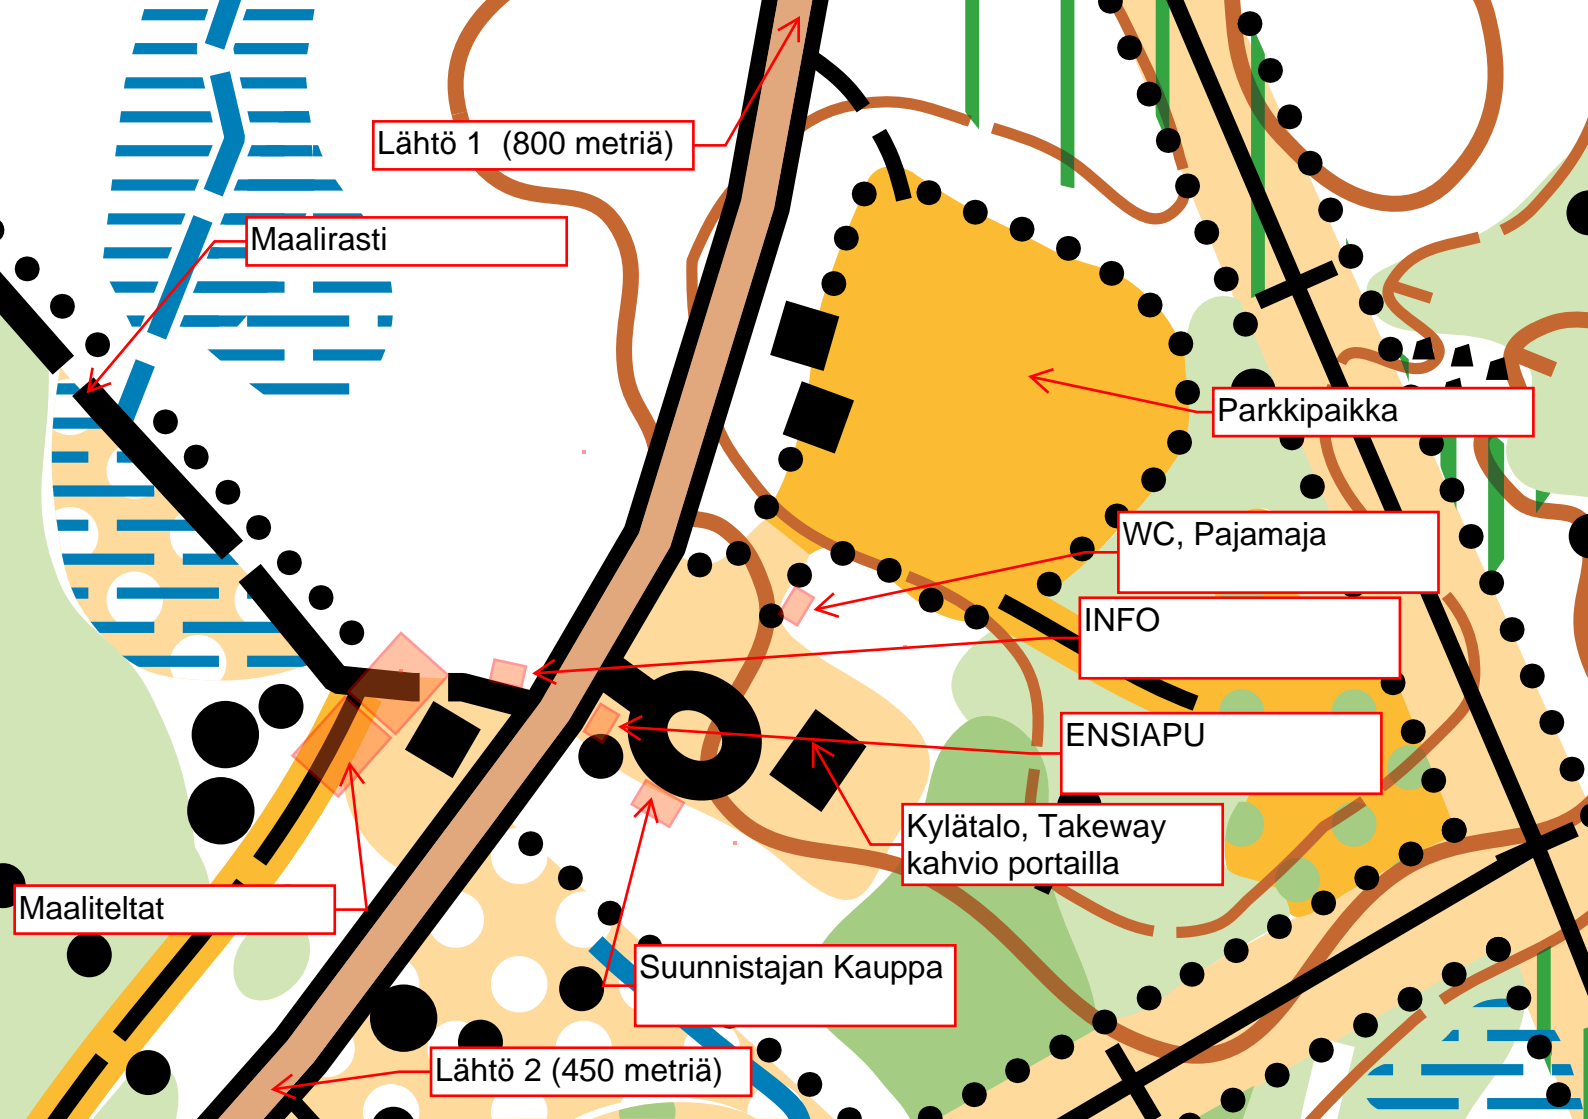 Lähtö 1  (800 metriä)
Maalirasti
Parkkipaikka
WC, Pajamaja
INFO
ENSIAPU
Kylätalo, Takeway
kahvio portailla
Maaliteltat
Suunnistajan Kauppa
Lähtö 2 (450 metriä)